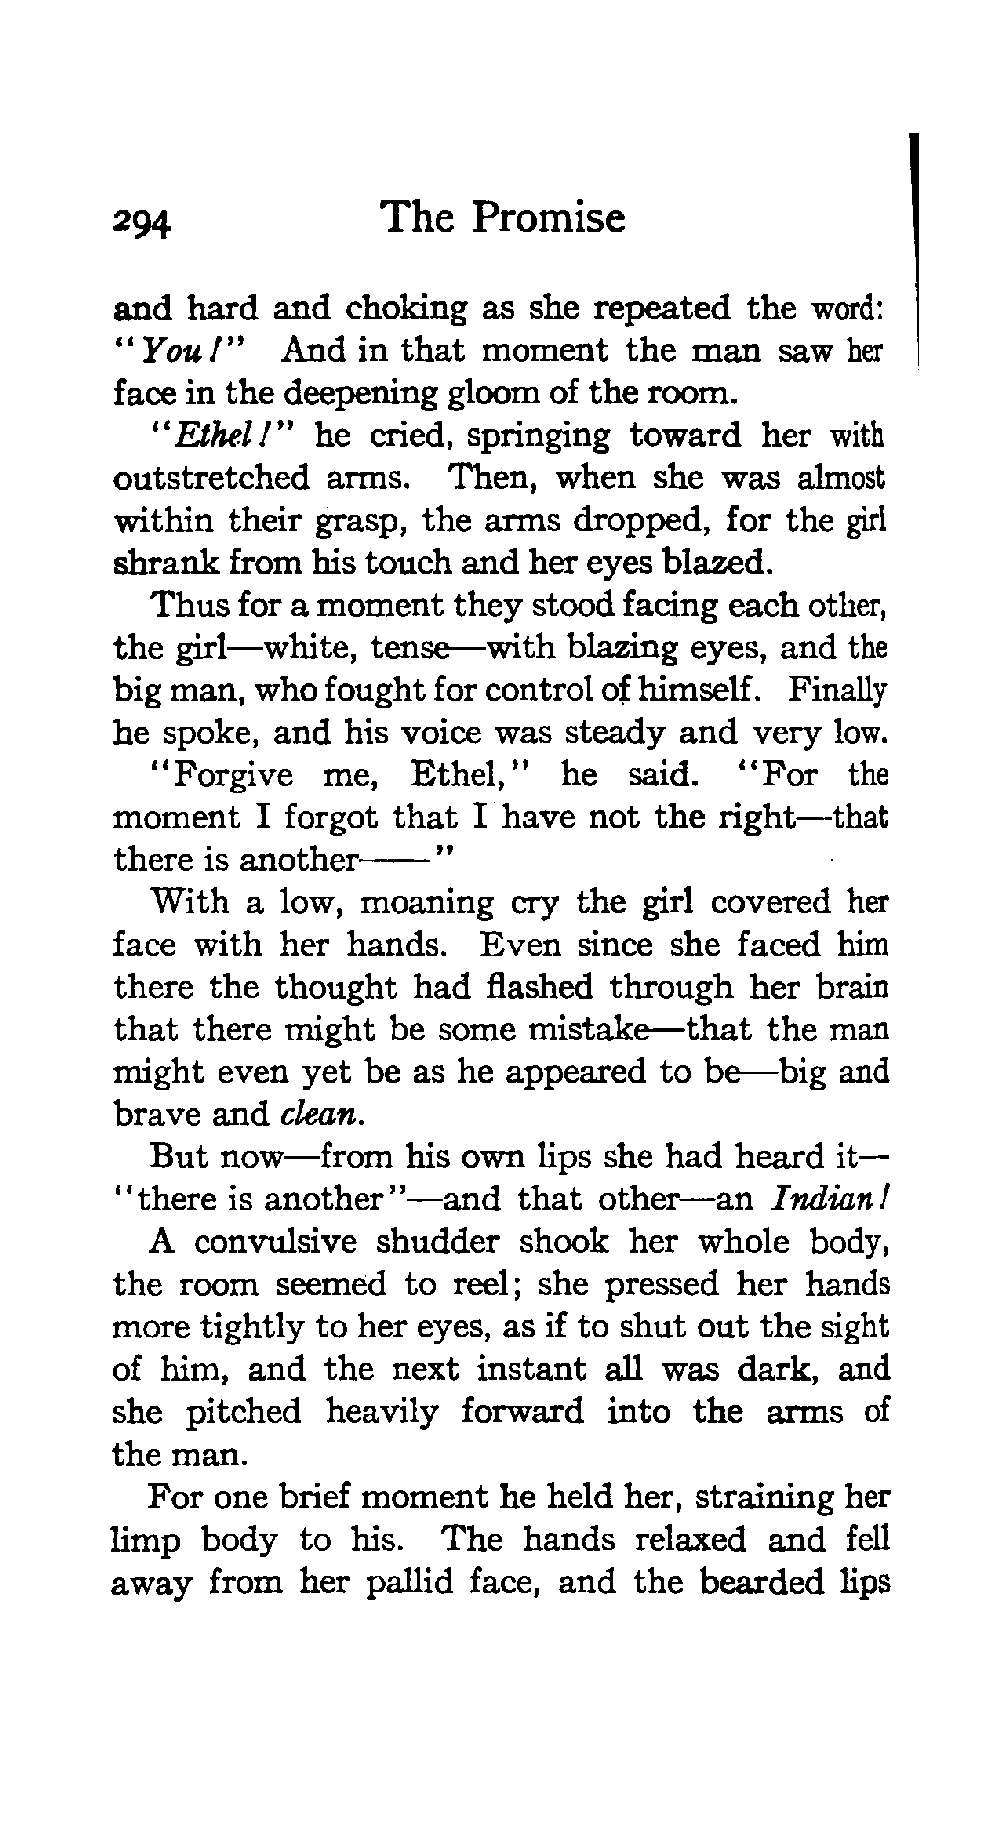 294 The Promise
and hard and choking as she repeated the word:
"You!" And in that moment the man saw her
face in the deepening gloom of the room.
"Ethel!" he cried, springing toward her with
outstretched arms. Then, when she was almost
within their grasp, the arms dropped, for the girl
shrank from his touch and her eyes blazed.
Thus for a moment they stood facing each other,
the girl—white, tense—with blazing eyes, and the
big man, who fought for control of himself. Finally
he spoke, and his voice was steady and very low.
"Forgive me, Ethel," he said. "For the
moment I forgot that I have not the right—that
there is another——"
With a low, moaning cry the girl covered her
face with her hands. Even since she faced him
there the thought had flashed through her brain
that there might be some mistake—that the man
might even yet be as he appeared to be—big and
brave and clean.
But now—from his own lips she had heard it—
"there is another"—and that other—an Indian!
A convulsive shudder shook her whole body,
the room seemed to reel; she pressed her hands
more tightly to her eyes, as if to shut out the sight
of him, and the next instant all was dark, and
she pitched heavily forward into the arms of
the man.
For one brief moment he held her, straining her
limp body to his. The hands relaxed and fell
away from her pallid face, and the bearded lips